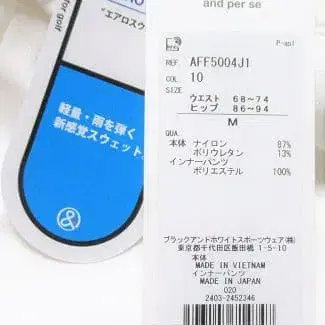 for golf
"エアロスウ
軽量・雨を弾く
新感覚スウェット。
and per se
P-apl
REF. AFF5004J1
COL 10
SIZE
ウエスト 68～74
ヒップ 86～94
M
QUA.
本体 ナイロン 87%
ポリウレタン 13%
インナーパンツ
ポリエステル 100%
ブラックアンドホワイトスポーツウェア(株)
東京都千代田区飯田橋 1-5-10
本体
MADE IN VIETNAM
インナーパンツ
MADE IN JAPAN
020
2403-2452346